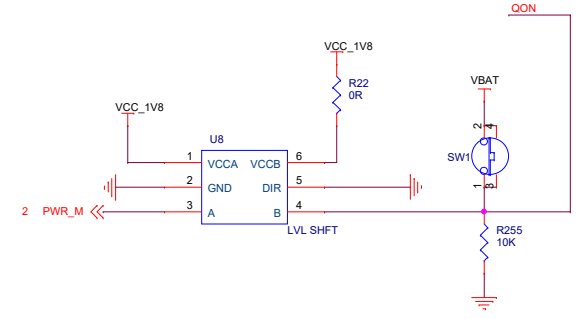 QON
VCC_1V8
R22
0R
VBAT
VCC_1V8
U8
2
4
1
VCCA
VCCB
6
SW1
2
GND
DIR
5
1
3
2
PWR_M
3
A
B
4
LVL SHFT
R255
10K